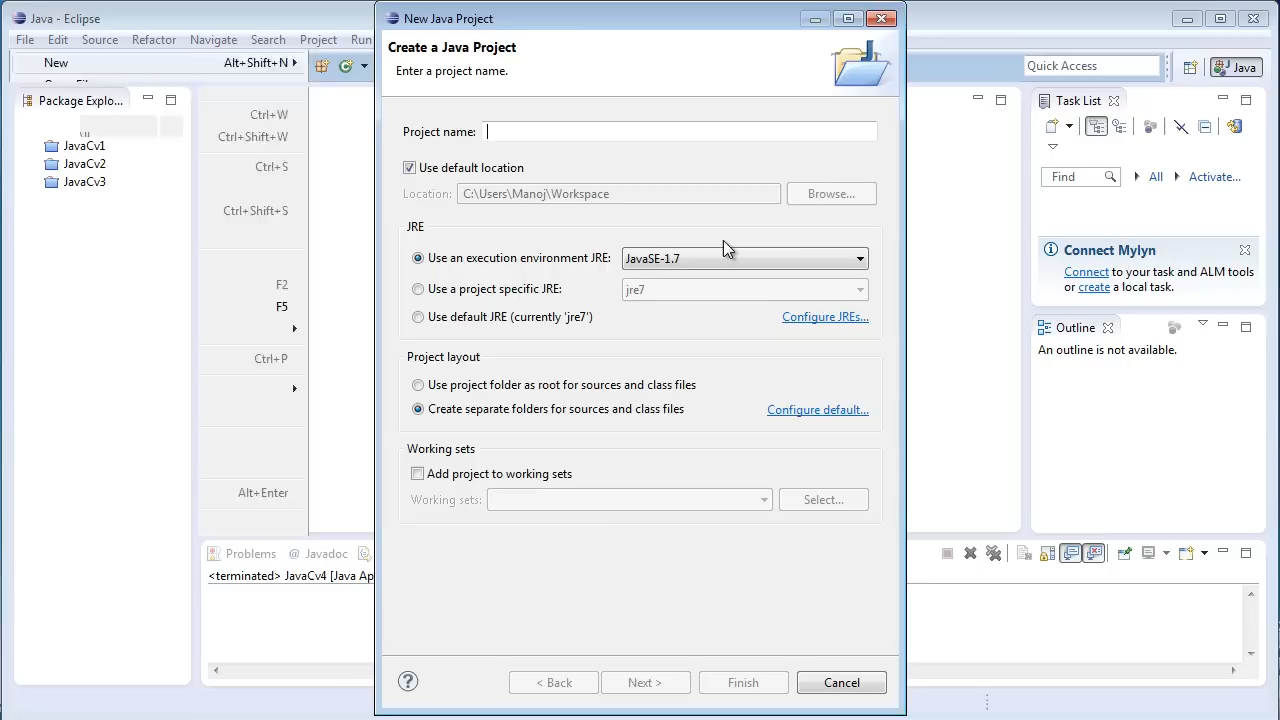 Java - Eclipse
New Java Project
File Edit Source Refactor Navigate Search Project Run
New Alt+Shift+N
Create a Java Project
Enter a project name.
Quick Access
Java
Package Explo...
Ctrl+W
Ctrl+Shift+W
Ctrl+S
Ctrl+Shift+S
F2
F5
Ctrl+P
Alt+Enter
JavaCv1
JavaCv2
JavaCv3
Project name:
Use default location
Location: C:\Users\Manoj\Workspace Browse...
JRE
Use an execution environment JRE: JavaSE-1.7
Use a project specific JRE: jre7
Use default JRE (currently 'jre7') Configure JREs...
Project layout
Use project folder as root for sources and class files
Create separate folders for sources and class files Configure default...
Working sets
Add project to working sets
Working sets: Select...
? < Back Next > Finish Cancel
Task List
Find All Activate...
Connect Mylyn
Connect to your task and ALM tools
or create a local task.
Outline
An outline is not available.
Problems @ Javadoc
<terminated> JavaCv4 [Java Ap